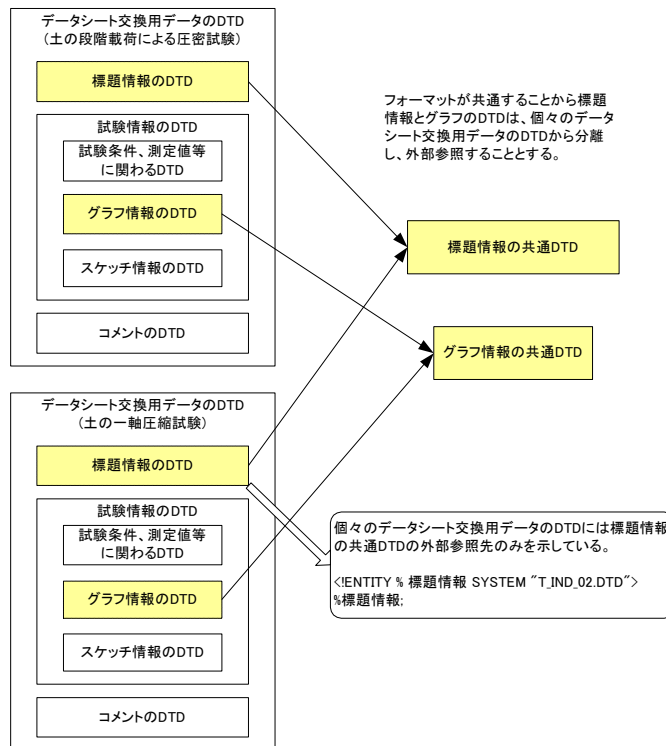 データシート交換用データのDTD
(土の段階載荷による圧密試験)
標題情報のDTD
試験情報のDTD
試験条件、測定値等
に関わるDTD
グラフ情報のDTD
スケッチ情報のDTD
コメントのDTD
フォーマットが共通することから標題
情報とグラフのDTDは、個々のデータ
シート交換用データのDTDから分離
し、外部参照することとする。
標題情報の共通DTD
グラフ情報の共通DTD
データシート交換用データのDTD
(土の一軸圧縮試験)
標題情報のDTD
試験情報のDTD
試験条件、測定値等
に関わるDTD
グラフ情報のDTD
スケッチ情報のDTD
コメントのDTD
個々のデータシート交換用データのDTDには標題情報
の共通DTDの外部参照先のみを示している。
<!ENTITY % 標題情報 SYSTEM "T_IND_02.DTD">
%標題情報;